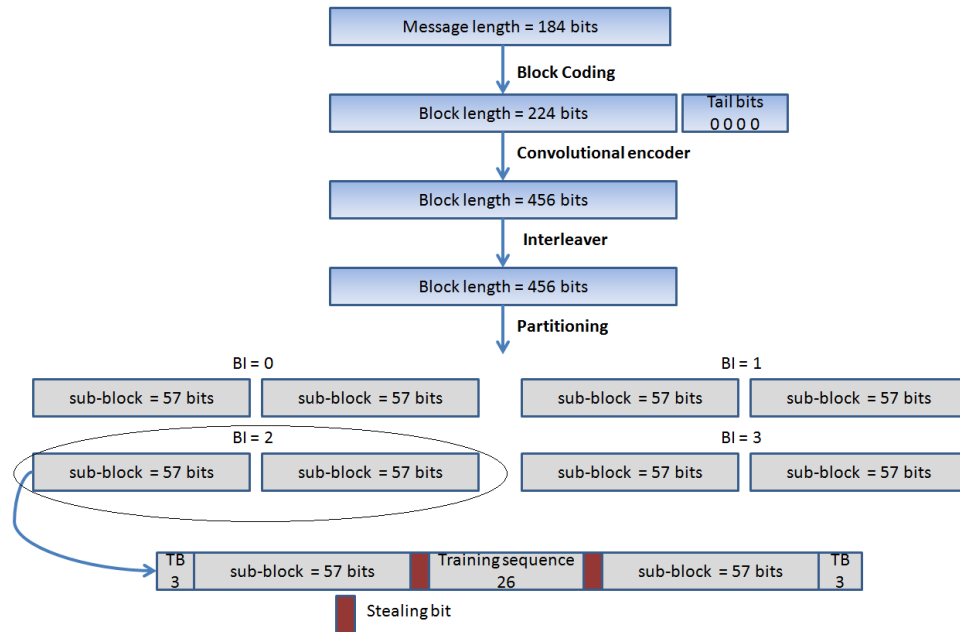 Message length = 184 bits
Block Coding
Block length = 224 bits
Tail bits
0 0 0 0
Convolutional encoder
Block length = 456 bits
Interleaver
Block length = 456 bits
Partitioning
BI = 0
BI = 1
sub-block = 57 bits
sub-block = 57 bits
sub-block = 57 bits
sub-block = 57 bits
BI = 2
BI = 3
sub-block = 57 bits
sub-block = 57 bits
sub-block = 57 bits
sub-block = 57 bits
TB
3
sub-block = 57 bits
Training sequence
26
sub-block = 57 bits
TB
3
Stealing bit